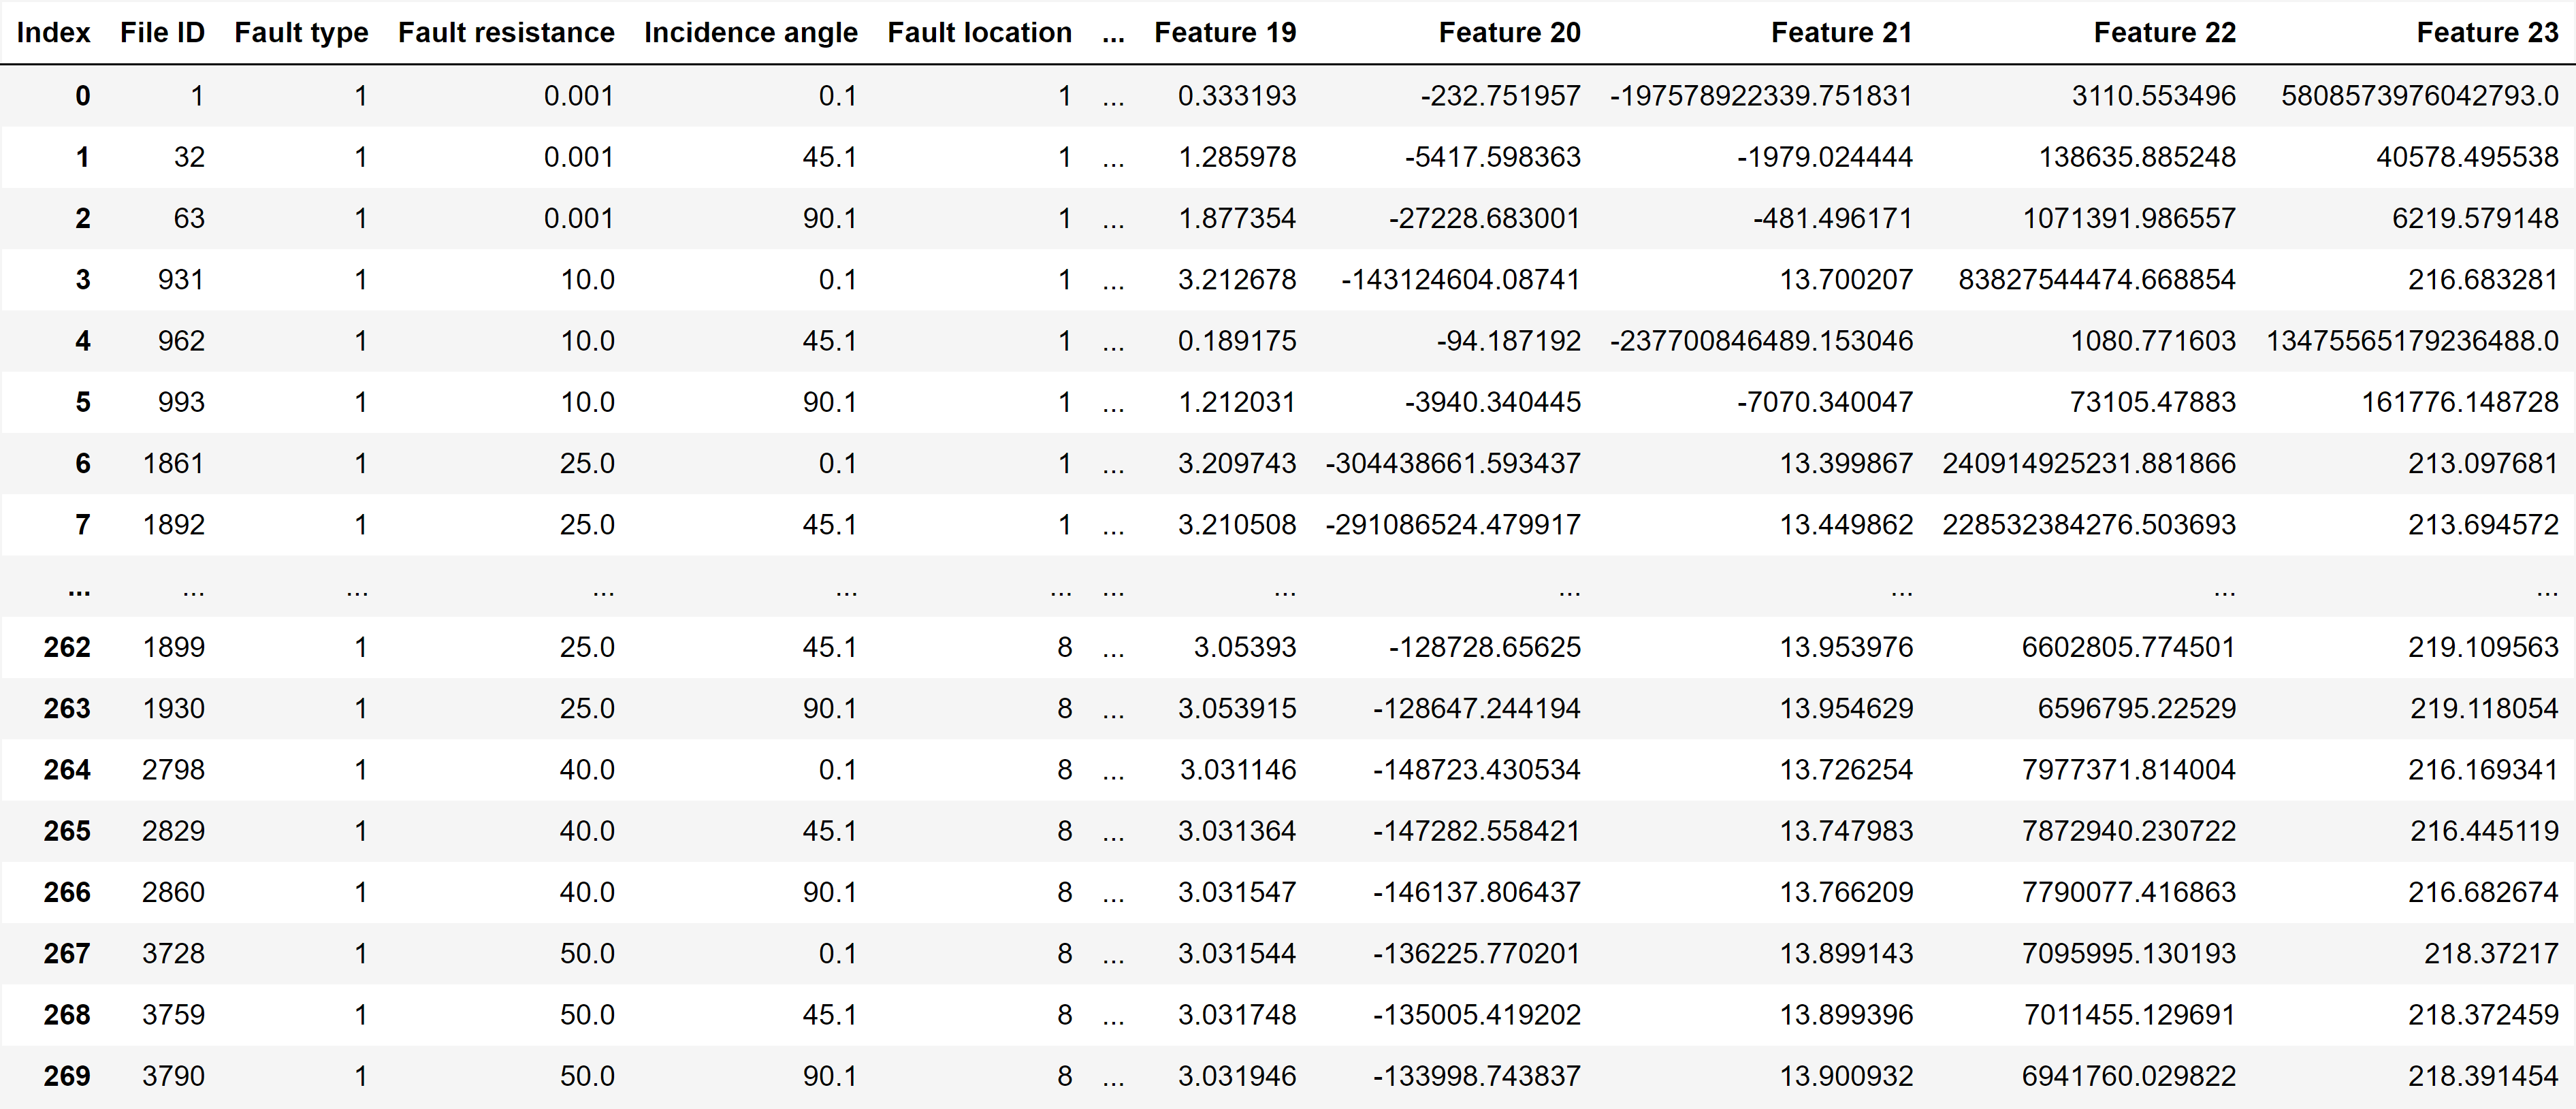 Index File ID Fault type Fault resistance Incidence angle Fault location ... Feature 19 Feature 20 Feature 21 Feature 22 Feature 23
0 1 1 0.001 0.1 1 ... 0.333193 -232.751957 -197578922339.751831 3110.553496 5808573976042793.0
1 32 1 0.001 45.1 1 ... 1.285978 -5417.598363 -1979.024444 138635.885248 40578.495538
2 63 1 0.001 90.1 1 ... 1.877354 -27228.683001 -481.496171 1071391.986557 6219.579148
3 931 1 10.0 0.1 1 ... 3.212678 -143124604.08741 13.700207 83827544474.668854 216.683281
4 962 1 10.0 45.1 1 ... 0.189175 -94.187192 -237700846489.153046 1080.771603 13475565179236488.0
5 993 1 10.0 90.1 1 ... 1.212031 -3940.340445 -7070.340047 73105.47883 161776.148728
6 1861 1 25.0 0.1 1 ... 3.209743 -304438661.593437 13.399867 240914925231.881866 213.097681
7 1892 1 25.0 45.1 1 ... 3.210508 -291086524.479917 13.449862 228532384276.503693 213.694572
... ... ... ... ... ... ... ... ... ... ... ...
262 1899 1 25.0 45.1 8 ... 3.05393 -128728.65625 13.953976 6602805.774501 219.109563
263 1930 1 25.0 90.1 8 ... 3.053915 -128647.244194 13.954629 6596795.22529 219.118054
264 2798 1 40.0 0.1 8 ... 3.031146 -148723.430534 13.726254 7977371.814004 216.169341
265 2829 1 40.0 45.1 8 ... 3.031364 -147282.558421 13.747983 7872940.230722 216.445119
266 2860 1 40.0 90.1 8 ... 3.031547 -146137.806437 13.766209 7790077.416863 216.682674
267 3728 1 50.0 0.1 8 ... 3.031544 -136225.770201 13.899143 7095995.130193 218.37217
268 3759 1 50.0 45.1 8 ... 3.031748 -135005.419202 13.899396 7011455.129691 218.372459
269 3790 1 50.0 90.1 8 ... 3.031946 -133998.743837 13.900932 6941760.029822 218.391454